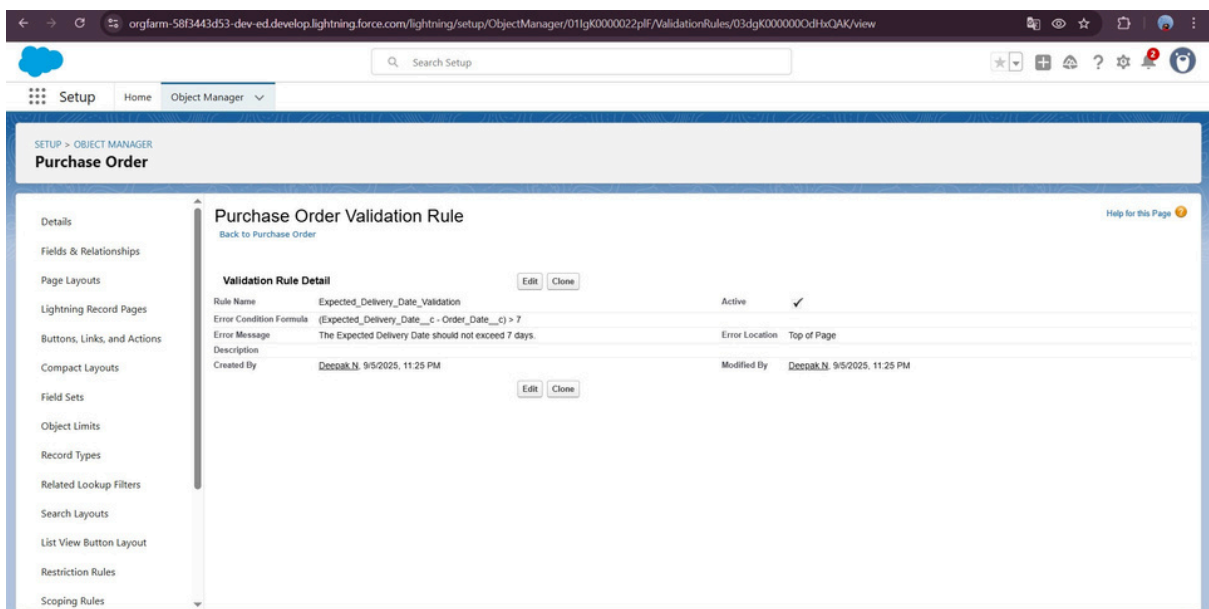 orgfarm-58f3443d53-dev-ed.develop.lightning.force.com/lightning/setup/ObjectManager/01IgK0000022plF/ValidationRules/03dgK000000OdHxQAK/view
Search Setup
2
Setup Home Object Manager
SETUP > OBJECT MANAGER
Purchase Order
Details
Fields & Relationships
Page Layouts
Lightning Record Pages
Buttons, Links, and Actions
Compact Layouts
Field Sets
Object Limits
Record Types
Related Lookup Filters
Search Layouts
List View Button Layout
Restriction Rules
Scoping Rules
Purchase Order Validation Rule
Help for this Page
Back to Purchase Order
Validation Rule Detail Edit Clone
Rule Name Expected_Delivery_Date_Validation Active ✓
Error Condition Formula (Expected_Delivery_Date__c - Order_Date__c) > 7
Error Message The Expected Delivery Date should not exceed 7 days. Error Location Top of Page
Description
Created By Deepak N, 9/5/2025, 11:25 PM Modified By Deepak N, 9/5/2025, 11:25 PM
Edit Clone